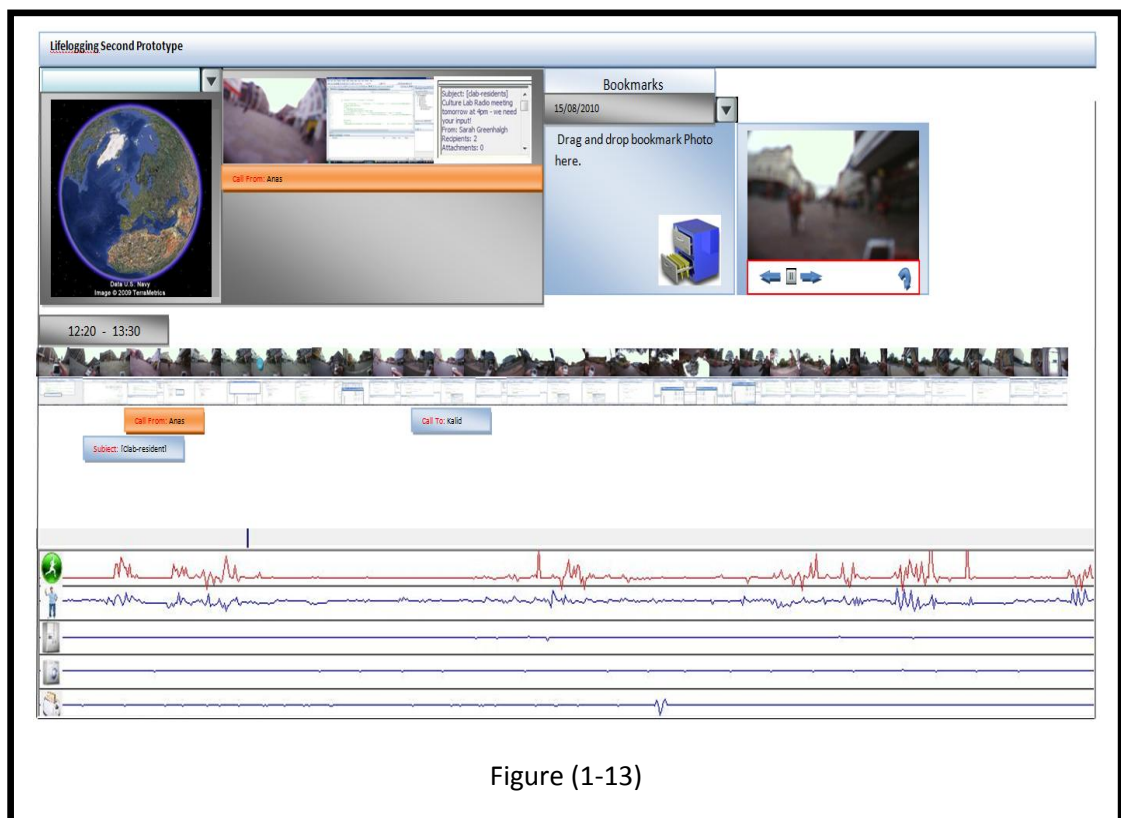 Lifelogging Second Prototype
Bookmarks
15/08/2010
Subject: [dab-residents]
Culture Lab Radio meeting
tomorrow at 4pm - we need
your input!
From: Sarah Greenhalgh
Recipients: 2
Attachments: 0
Call From: Anas
Drag and drop bookmark Photo
here.
Data U.S. Navy
Image © 2009 TerraMetrics
12:20 - 13:30
Call From: Anas
Call To: Kalid
Subject: [Clab-resident]
Figure (1-13)